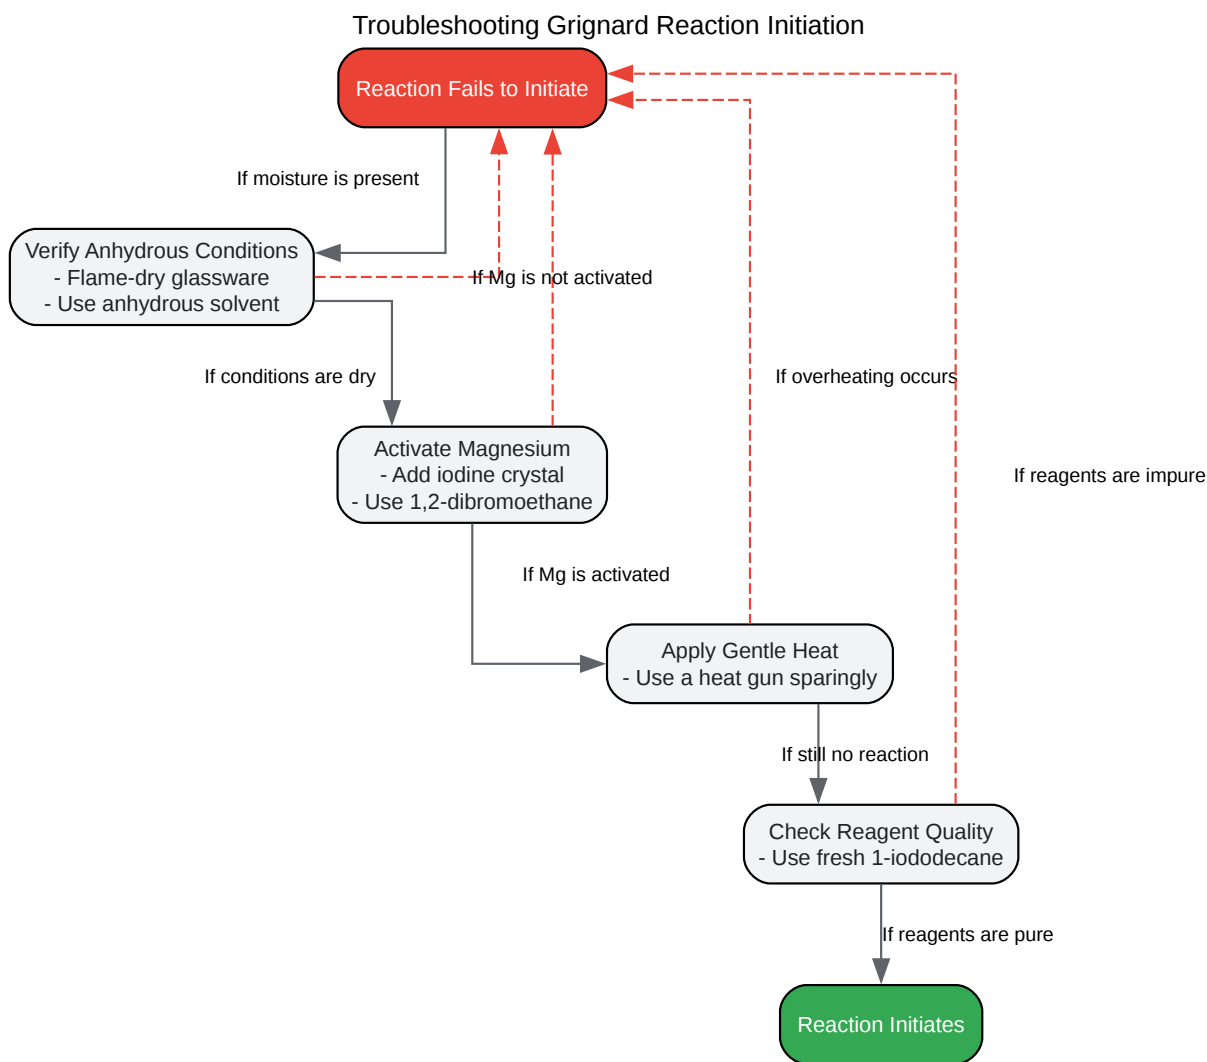 Troubleshooting Grignard Reaction Initiation
Reaction Fails to Initiate
If moisture is present
Verify Anhydrous Conditions
- Flame-dry glassware
- Use anhydrous solvent
If Mg is not activated
If conditions are dry
If overheating occurs
Activate Magnesium
- Add iodine crystal
- Use 1,2-dibromoethane
If reagents are impure
If Mg is activated
Apply Gentle Heat
- Use a heat gun sparingly
If still no reaction
Check Reagent Quality
- Use fresh 1-iododecane
If reagents are pure
Reaction Initiates